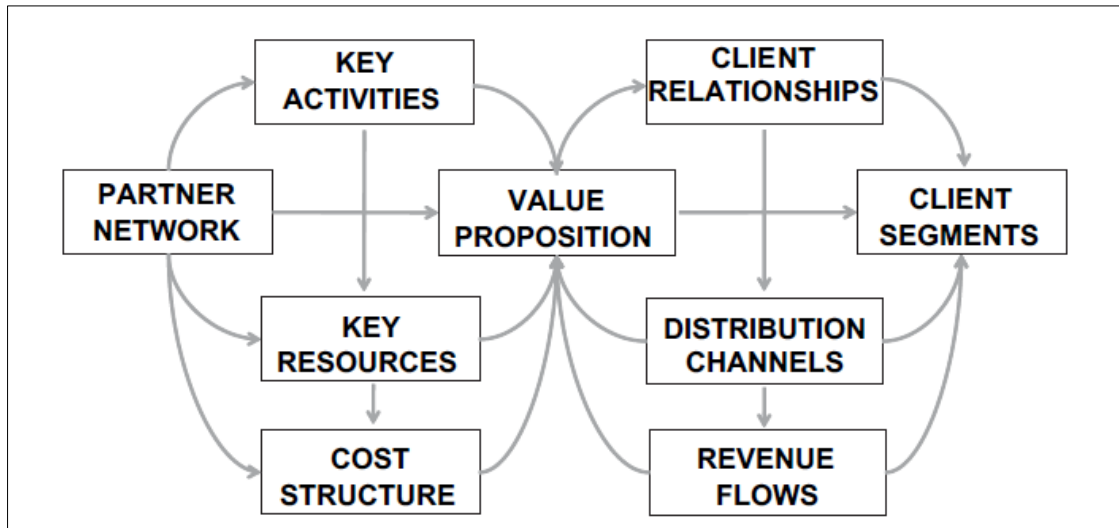 KEY
ACTIVITIES
CLIENT
RELATIONSHIPS
PARTNER
NETWORK
VALUE
PROPOSITION
CLIENT
SEGMENTS
KEY
RESOURCES
DISTRIBUTION
CHANNELS
COST
STRUCTURE
REVENUE
FLOWS